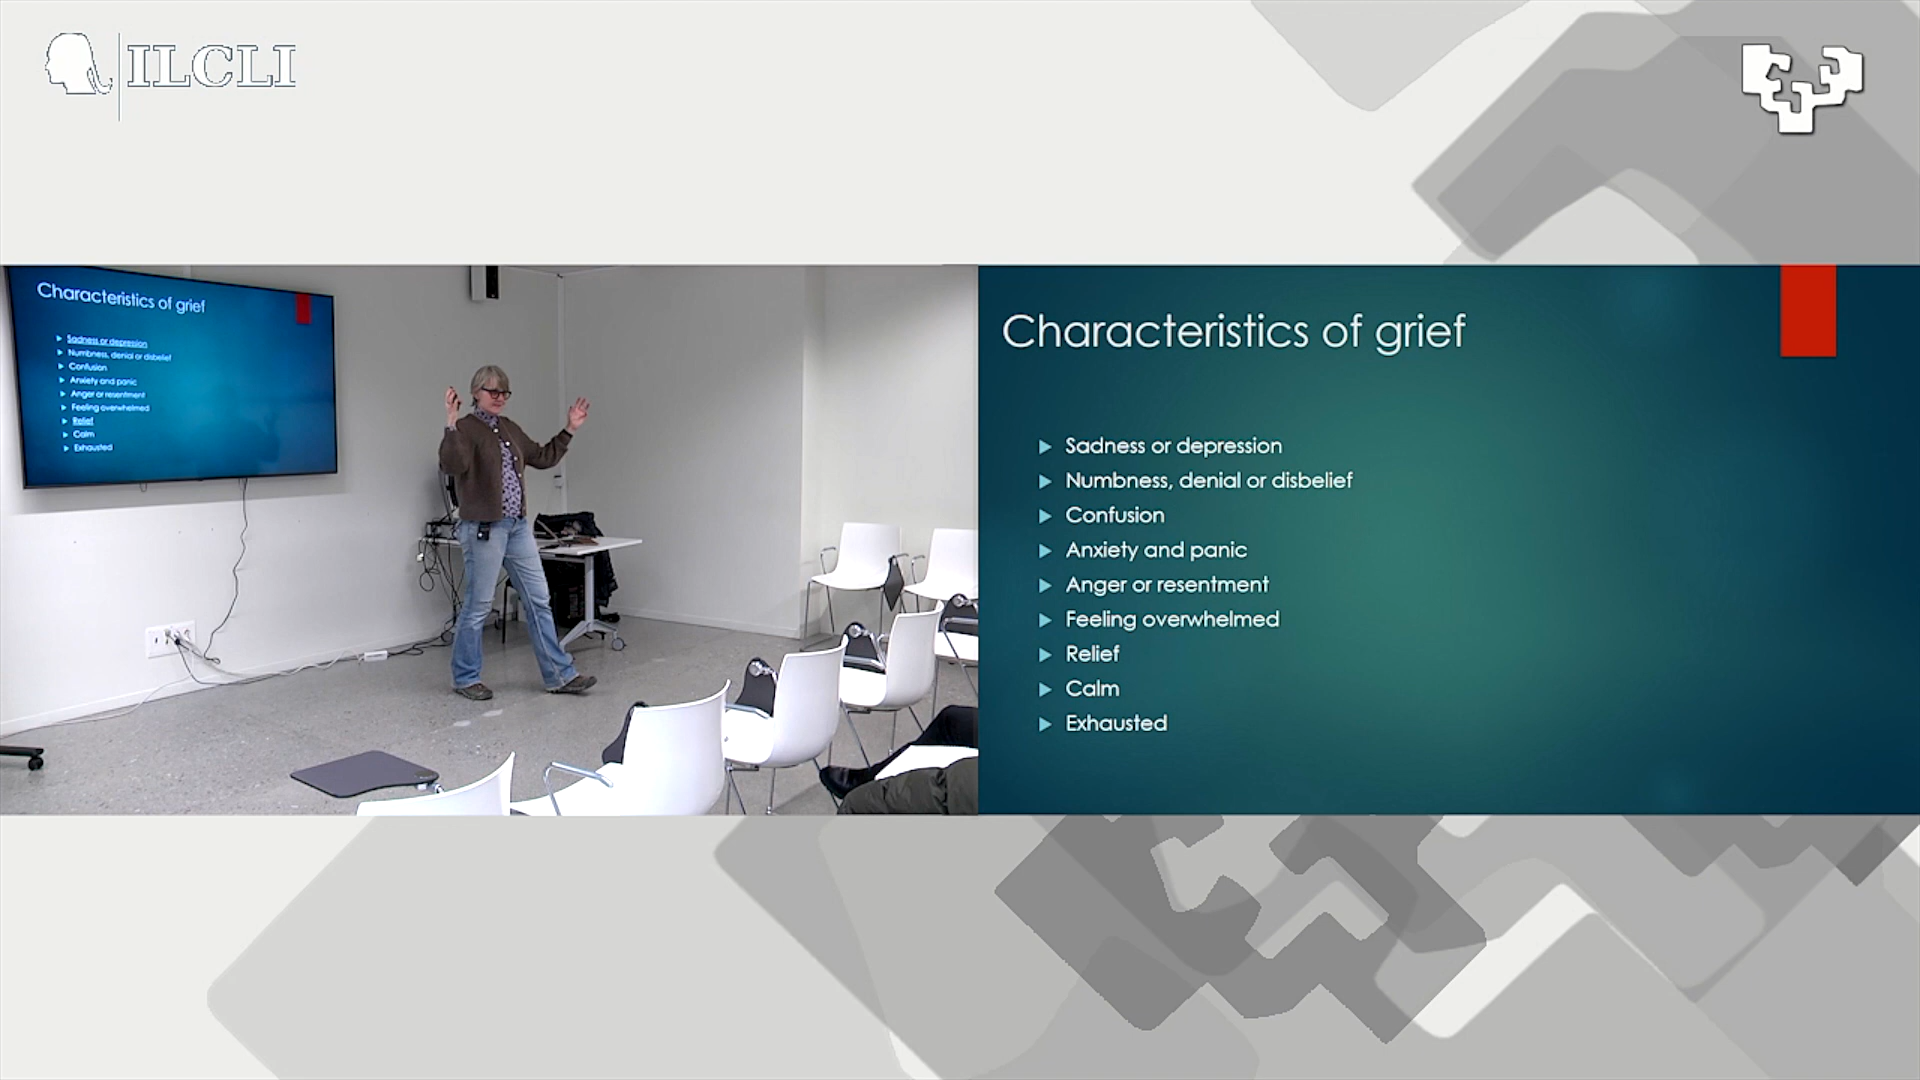 ILCLI
Characteristics of grief
Sadness or depression
Numbness, denial or disbelief
Confusion
Anxiety and panic
Anger or resentment
Feeling overwhelmed
Relief
Calm
Exhausted
Characteristics of grief
Sadness or depression
Numbness, denial or disbelief
Confusion
Anxiety and panic
Anger or resentment
Feeling overwhelmed
Relief
Calm
Exhausted